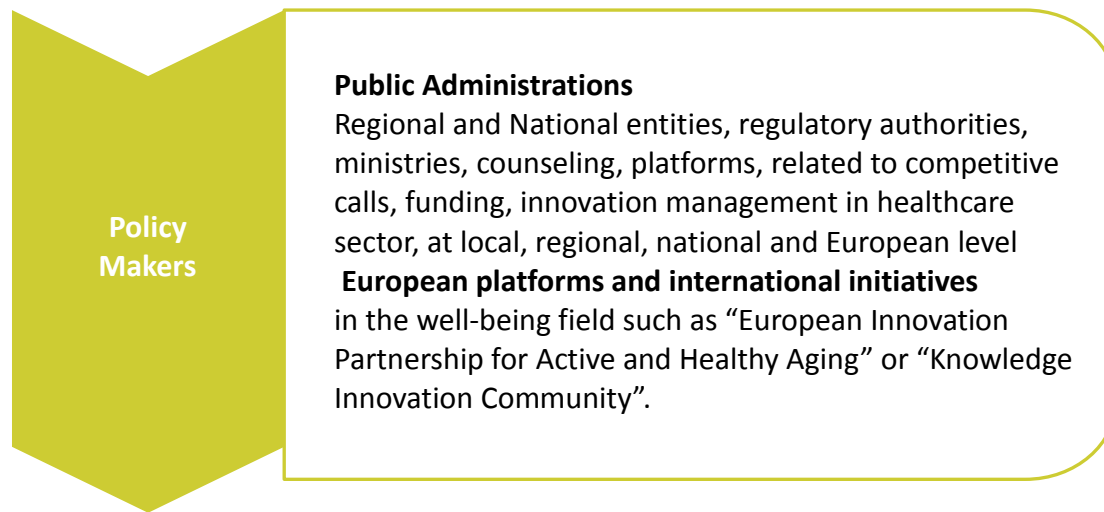 Policy
Makers
Public Administrations
Regional and National entities, regulatory authorities,
ministries, counseling, platforms, related to competitive
calls, funding, innovation management in healthcare
sector, at local, regional, national and European level
European platforms and international initiatives
in the well-being field such as “European Innovation
Partnership for Active and Healthy Aging” or “Knowledge
Innovation Community”.